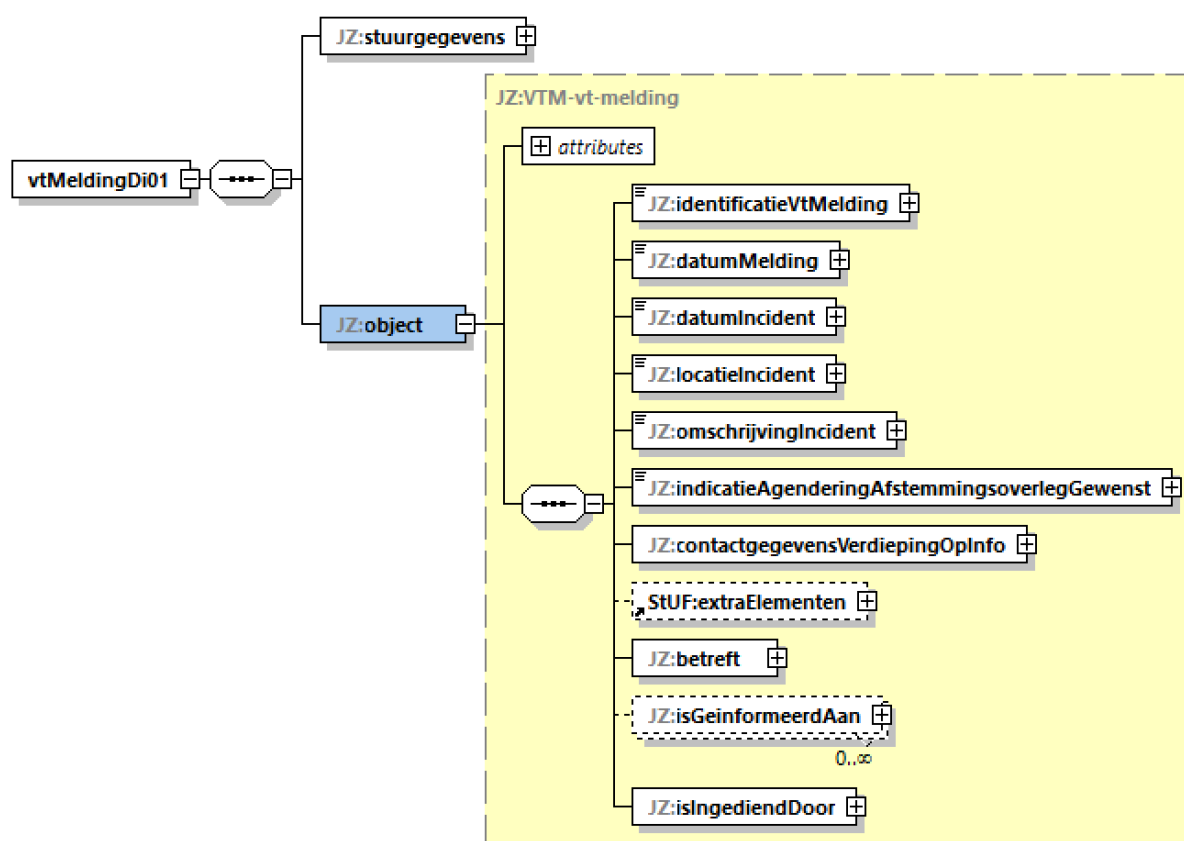 JZ:stuurgegevens
JZ:VTM-vt-melding
attributes
vtMeldingDi01
JZ:identificatieVtMelding
JZ:datumMelding
JZ:datumIncident
JZ:object
JZ:locatieIncident
JZ:omschrijvingIncident
JZ:indicatieAgenderingAfstemmingsoverlegGewenst
JZ:contactgegevensVerdiepingOpInfo
StUF:extraElementen
JZ:betreft
JZ:isGeinformeerdAan
0..∞
JZ:isIngediendDoor